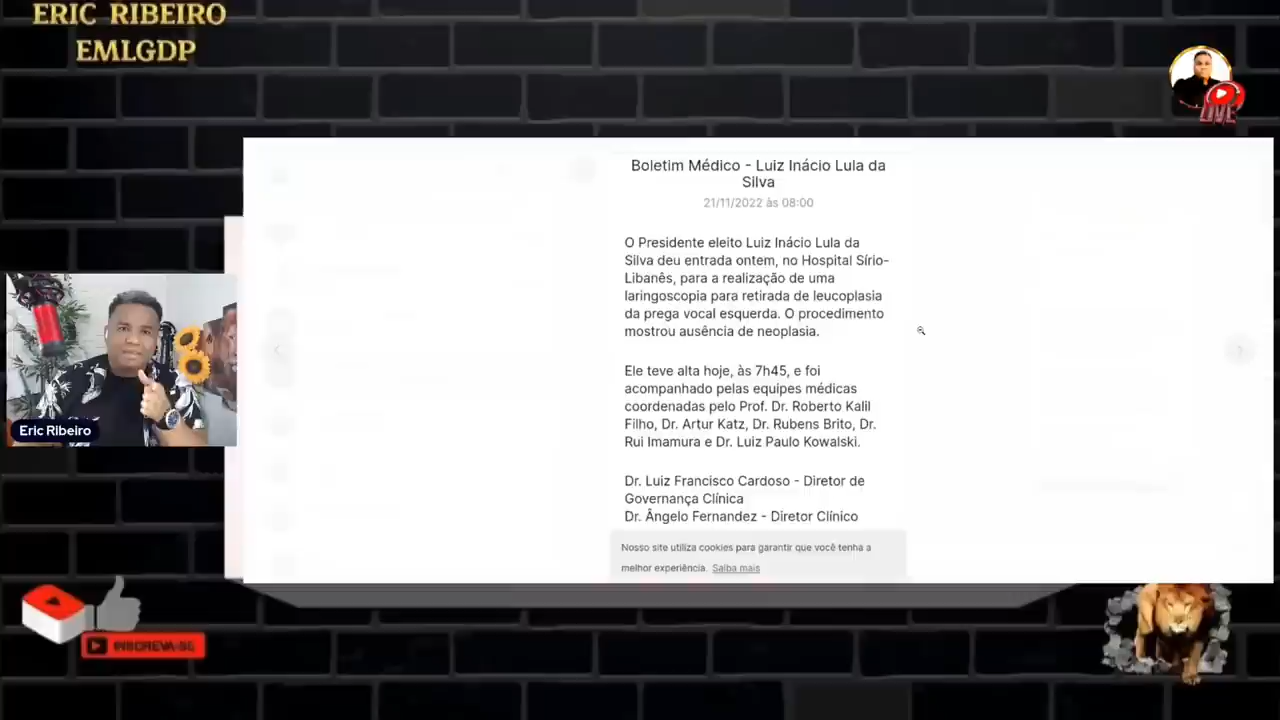 ERIC RIBEIRO
EMLGDP
LIVE
Boletim Médico - Luiz Inácio Lula da
Silva
21/11/2022 às 08:00
O Presidente eleito Luiz Inácio Lula da
Silva deu entrada ontem, no Hospital Sírio-
Libanês, para a realização de uma
laringoscopia para retirada de leucoplasia
da prega vocal esquerda. O procedimento
mostrou ausência de neoplasia.
Ele teve alta hoje, às 7h45, e foi
acompanhado pelas equipes médicas
coordenadas pelo Prof. Dr. Roberto Kalil
Filho, Dr. Artur Katz, Dr. Rubens Brito, Dr.
Rui Imamura e Dr. Luiz Paulo Kowalski.
Dr. Luiz Francisco Cardoso - Diretor de
Governança Clínica
Dr. Ângelo Fernandez - Diretor Clínico
Nosso site utiliza cookies para garantir que você tenha a
melhor experiência. Saiba mais
Eric Ribeiro
INSCREVA-SE